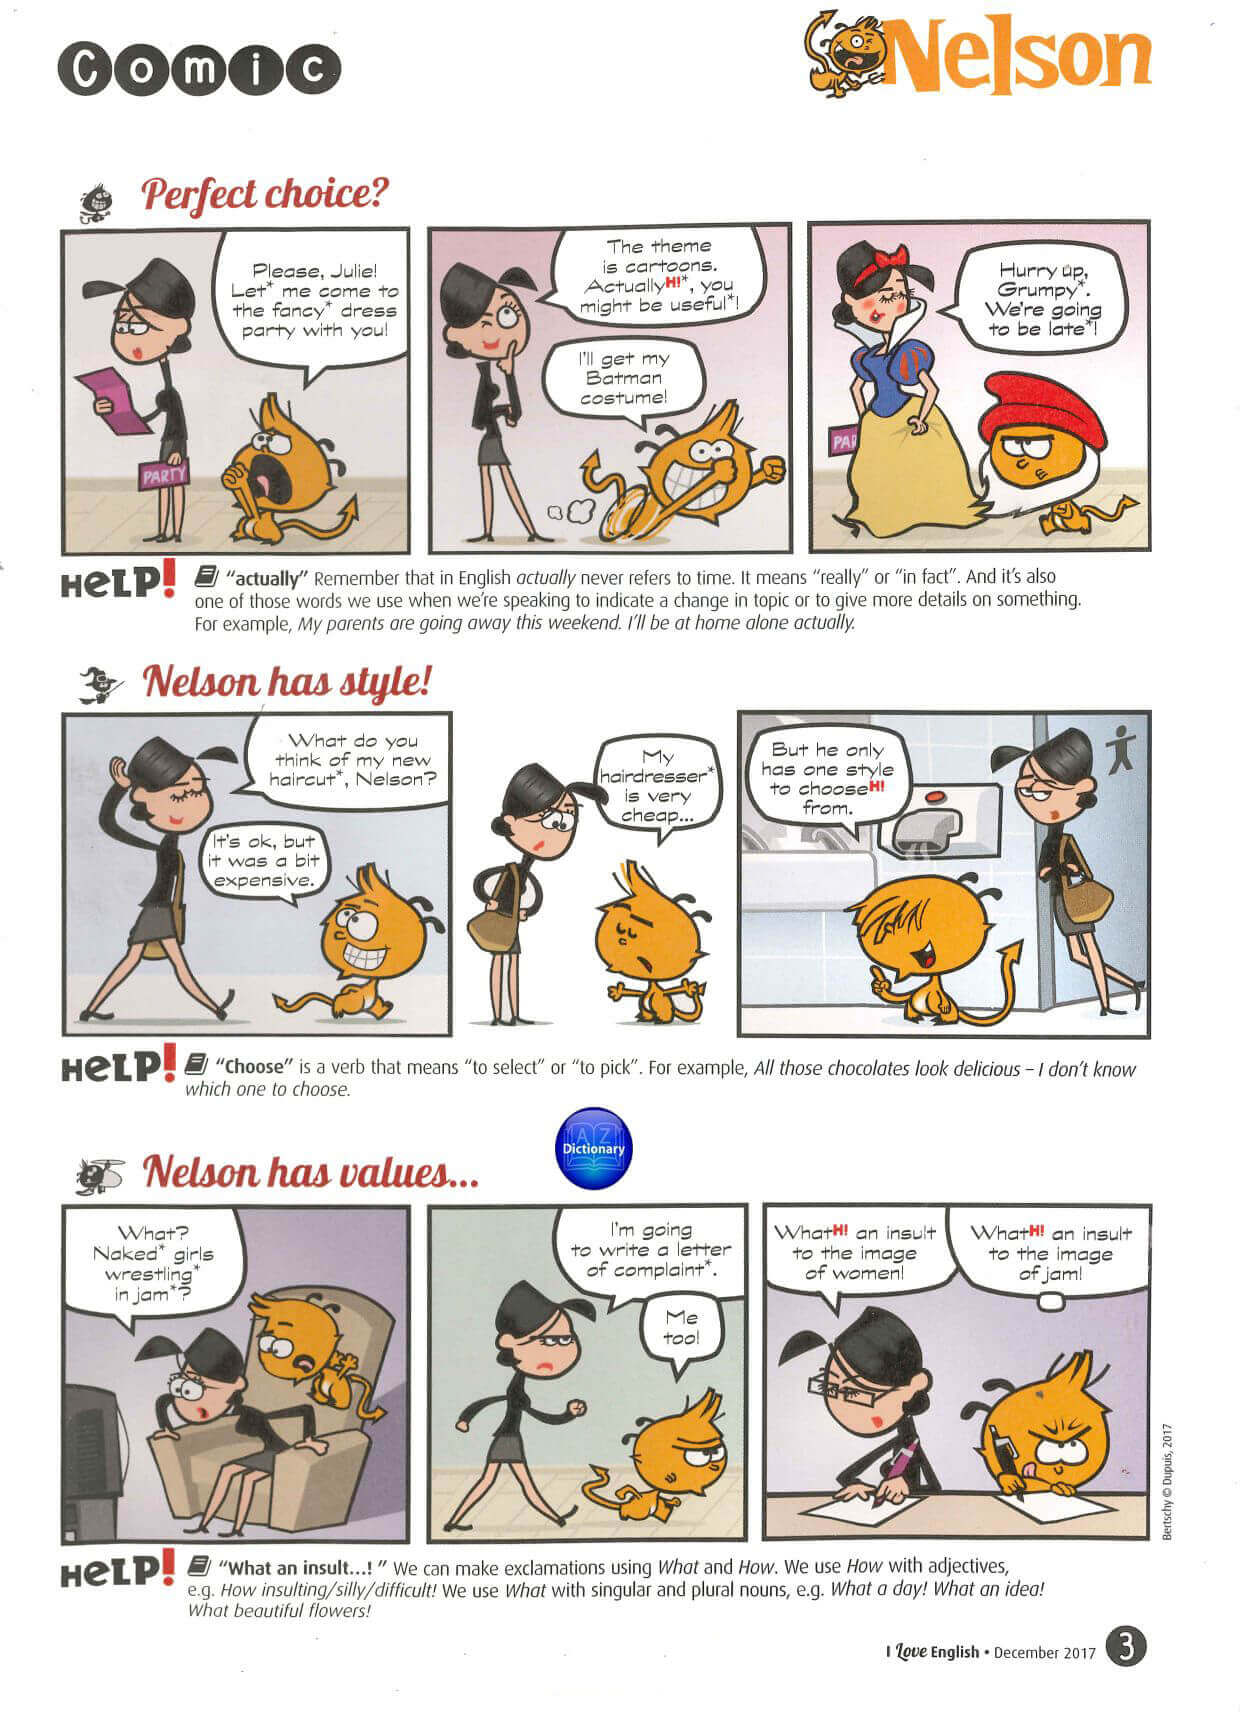 Comic
Nelson
Perfect choice?
Please, Julie!
Let* me come to
the fancy* dress
party with you!
PARTY
The theme
is cartoons.
ActuallyH!*, you
might be useful*!
I'll get my
Batman
costume!
Hurry up,
Grumpy*.
We're going
to be late*!
PAR
HELP! "actually" Remember that in English actually never refers to time. It means "really" or "in fact". And it's also
one of those words we use when we're speaking to indicate a change in topic or to give more details on something.
For example, My parents are going away this weekend. I'll be at home alone actually.
Nelson has style!
What do you
think of my new
haircut*, Nelson?
It's ok, but
it was a bit
expensive.
My
hairdresser*
is very
cheap...
But he only
has one style
to chooseH!
from.
HELP! "Choose" is a verb that means "to select" or "to pick". For example, All those chocolates look delicious – I don't know
which one to choose.
A Z
Dictionary
Nelson has values...
What?
Naked* girls
wrestling*
in jam*?
I'm going
to write a letter
of complaint*.
Me
too!
WhatH! an insult
to the image
of women!
WhatH! an insult
to the image
of jam!
Bertschy © Dupuis, 2017
HELP! "What an insult...! " We can make exclamations using What and How. We use How with adjectives,
e.g. How insulting/silly/difficult! We use What with singular and plural nouns, e.g. What a day! What an idea!
What beautiful flowers!
I Love English • December 2017 3